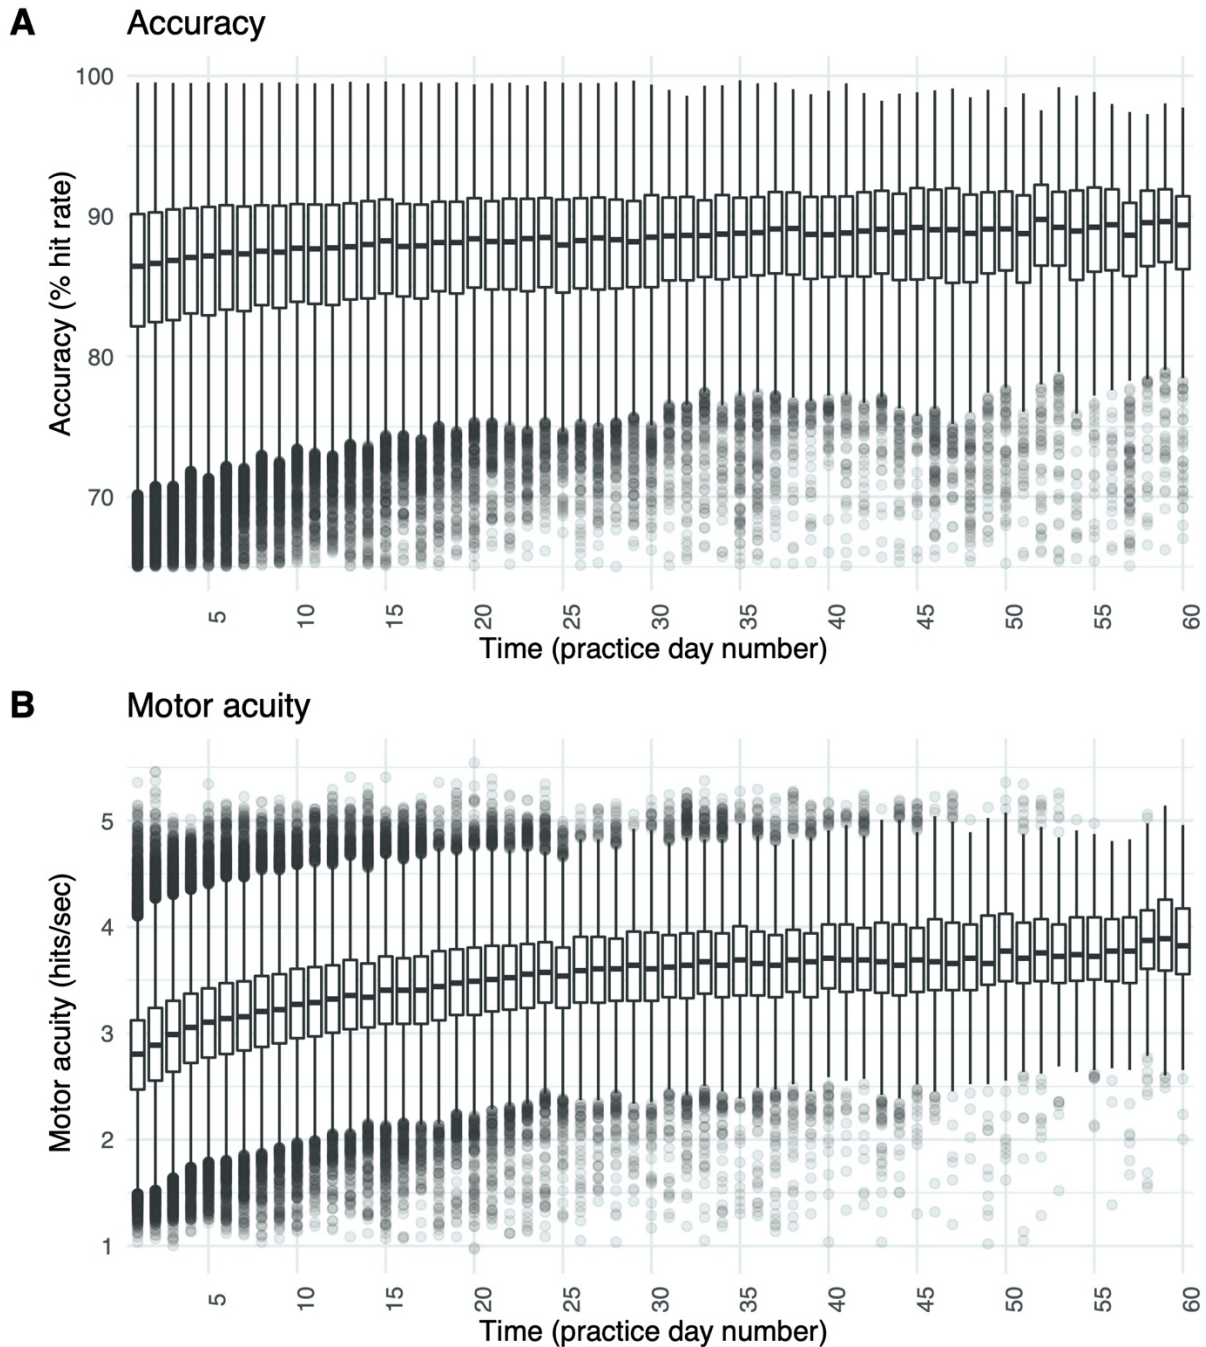 A Accuracy
100
90
80
70
Accuracy (% hit rate)
5 10 15 20 25 30 35 40 45 50 55 60
Time (practice day number)
B Motor acuity
5
4
3
2
1
Motor acuity (hits/sec)
5 10 15 20 25 30 35 40 45 50 55 60
Time (practice day number)